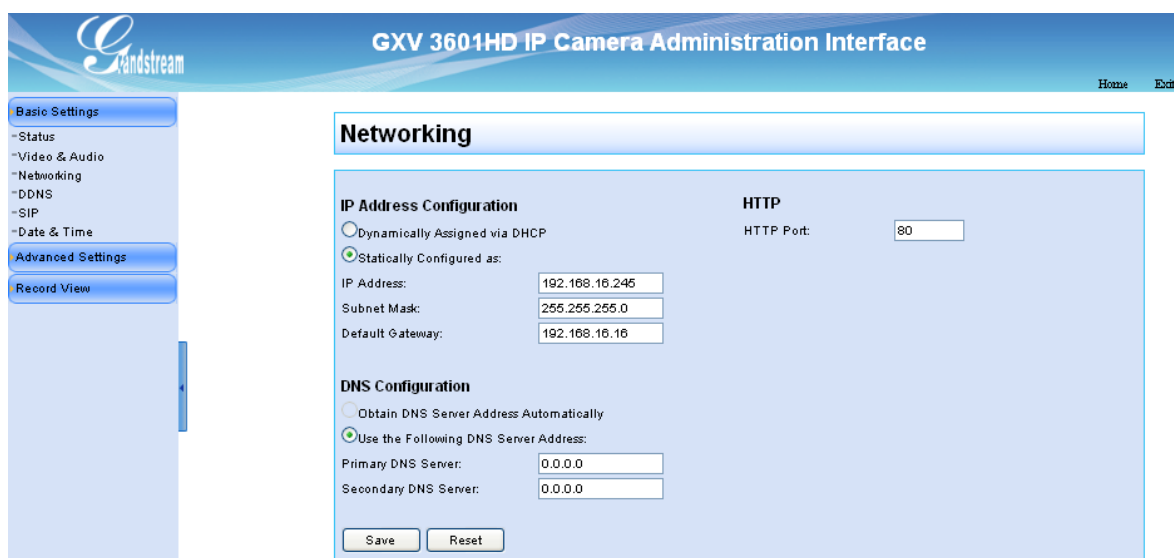 Grandstream
GXV 3601HD IP Camera Administration Interface
Home Exit
Basic Settings
-Status
-Video & Audio
-Networking
-DDNS
-SIP
-Date & Time
Advanced Settings
Record View
Networking
IP Address Configuration
Dynamically Assigned via DHCP
Statically Configured as:
IP Address: 192.168.16.245
Subnet Mask: 255.255.255.0
Default Gateway: 192.168.16.16
HTTP
HTTP Port: 80
DNS Configuration
Obtain DNS Server Address Automatically
Use the Following DNS Server Address:
Primary DNS Server: 0.0.0.0
Secondary DNS Server: 0.0.0.0
Save Reset